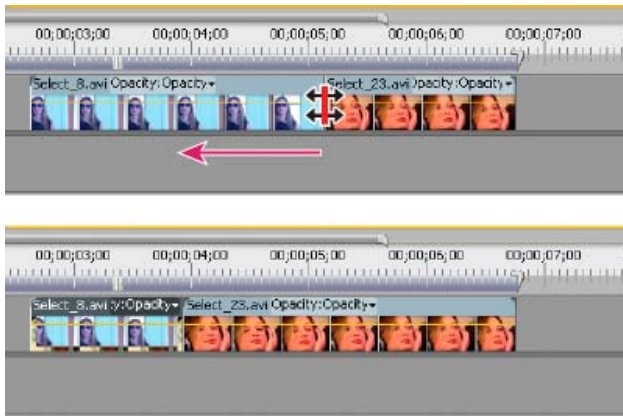 00;00;03;00 00;00;04;00 00;00;05;00 00;00;06;00 00;00;07;00
Select_8.avi Opacity:Opacity Select_23.avi pacity:Opacity
00;00;03;00 00;00;04;00 00;00;05;00 00;00;06;00 00;00;07;00
Select_8.avi y:Opacity Select_23.avi Opacity:Opacity